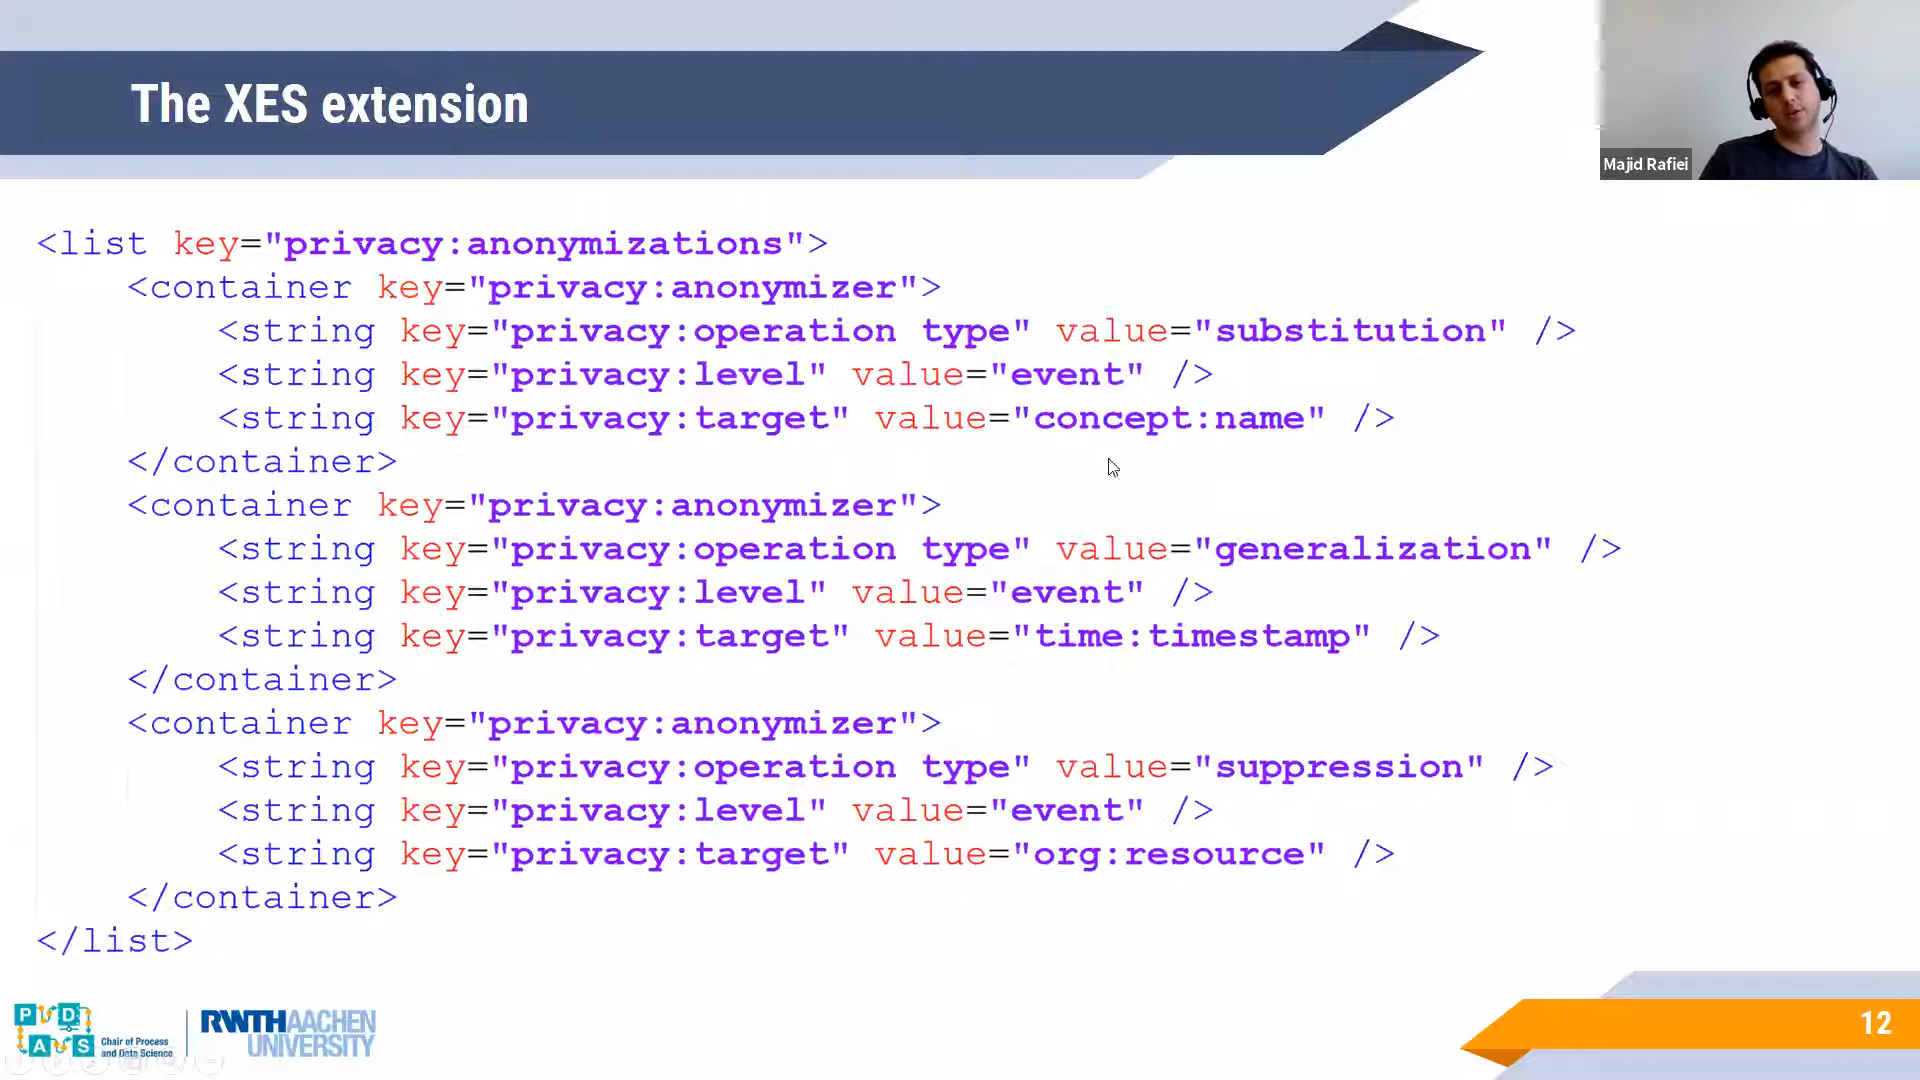 The XES extension
Majid Rafiei
<list key="privacy:anonymizations">
<container key="privacy:anonymizer">
<string key="privacy:operation type" value="substitution" />
<string key="privacy:level" value="event" />
<string key="privacy:target" value="concept:name" />
</container>
<container key="privacy:anonymizer">
<string key="privacy:operation type" value="generalization" />
<string key="privacy:level" value="event" />
<string key="privacy:target" value="time:timestamp" />
</container>
<container key="privacy:anonymizer">
<string key="privacy:operation type" value="suppression" />
<string key="privacy:level" value="event" />
<string key="privacy:target" value="org:resource" />
</container>
</list>
P D
A S
Chair of Process
and Data Science
RWTHAACHEN
UNIVERSITY
12